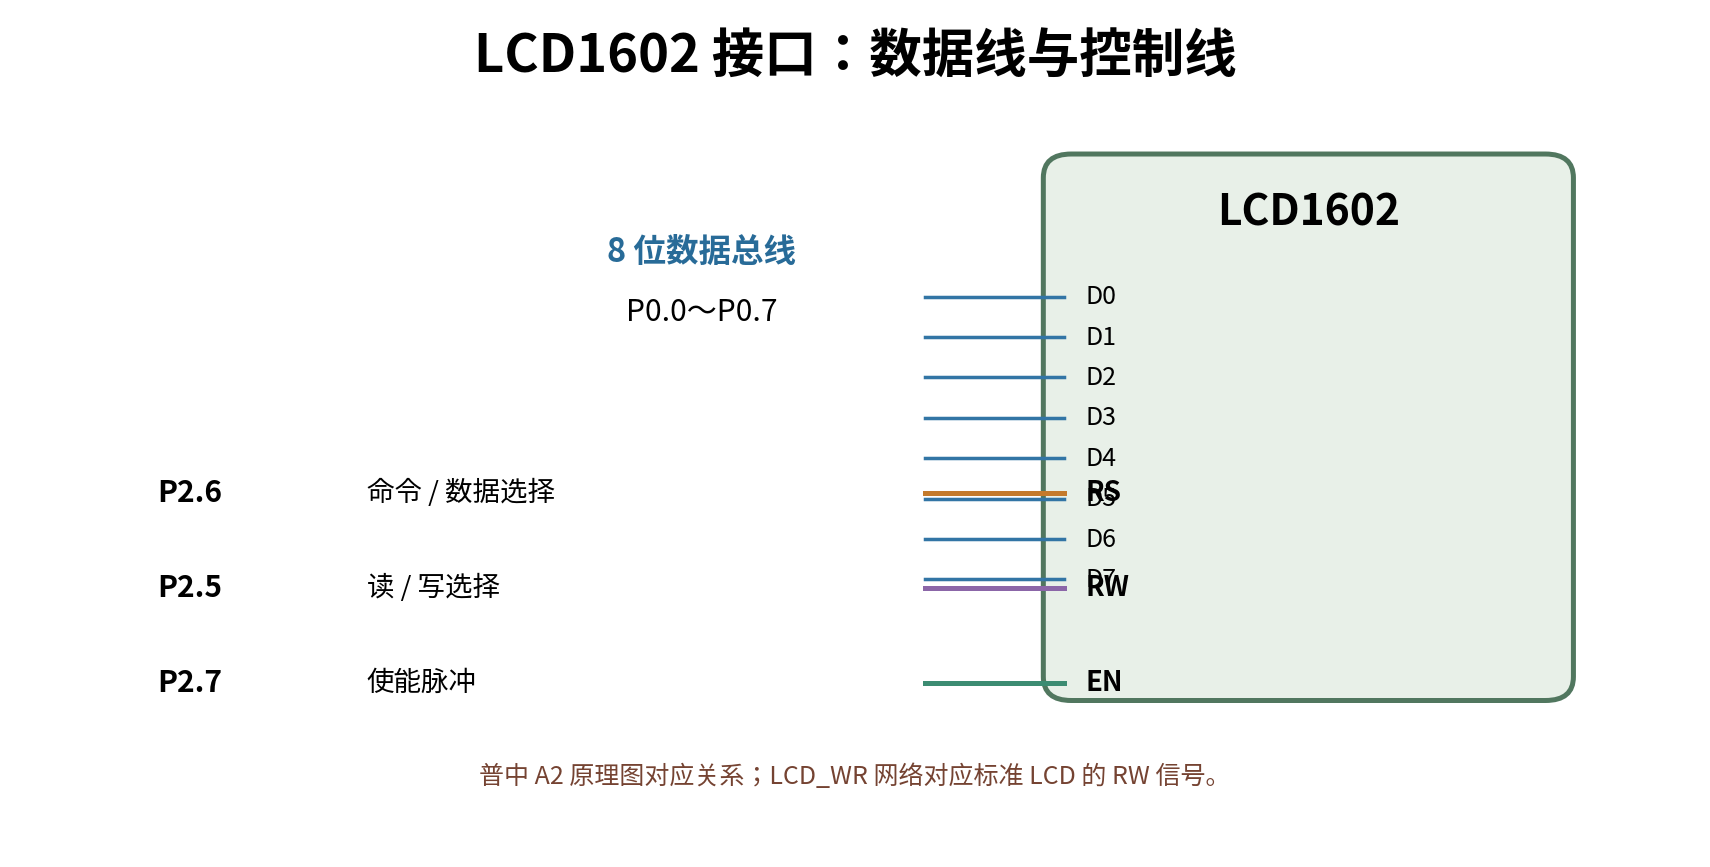 LCD1602 接口：数据线与控制线
LCD1602
8 位数据总线
P0.0～P0.7
D0
D1
D2
D3
D4
P2.6 命令 / 数据选择 RS
D5
D6
D7
P2.5 读 / 写选择 RW
P2.7 使能脉冲 EN
普中 A2 原理图对应关系；LCD_WR 网络对应标准 LCD 的 RW 信号。